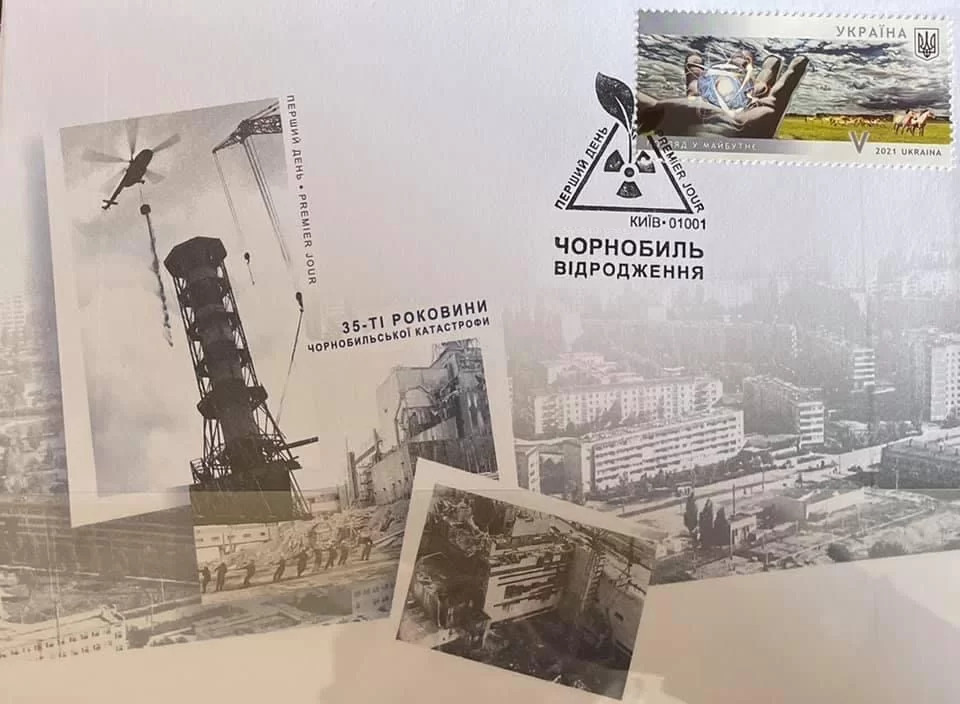 УКРАЇНА
ПОГЛЯД У МАЙБУТНЄ
V
2021 UKRAINA
ПЕРШИЙ ДЕНЬ
PREMIER JOUR
КИЇВ • 01001
ЧОРНОБИЛЬ
ВІДРОДЖЕННЯ
ПЕРШИЙ ДЕНЬ • PREMIER JOUR
35-ТІ РОКОВИНИ
ЧОРНОБИЛЬСЬКОЇ КАТАСТРОФИ